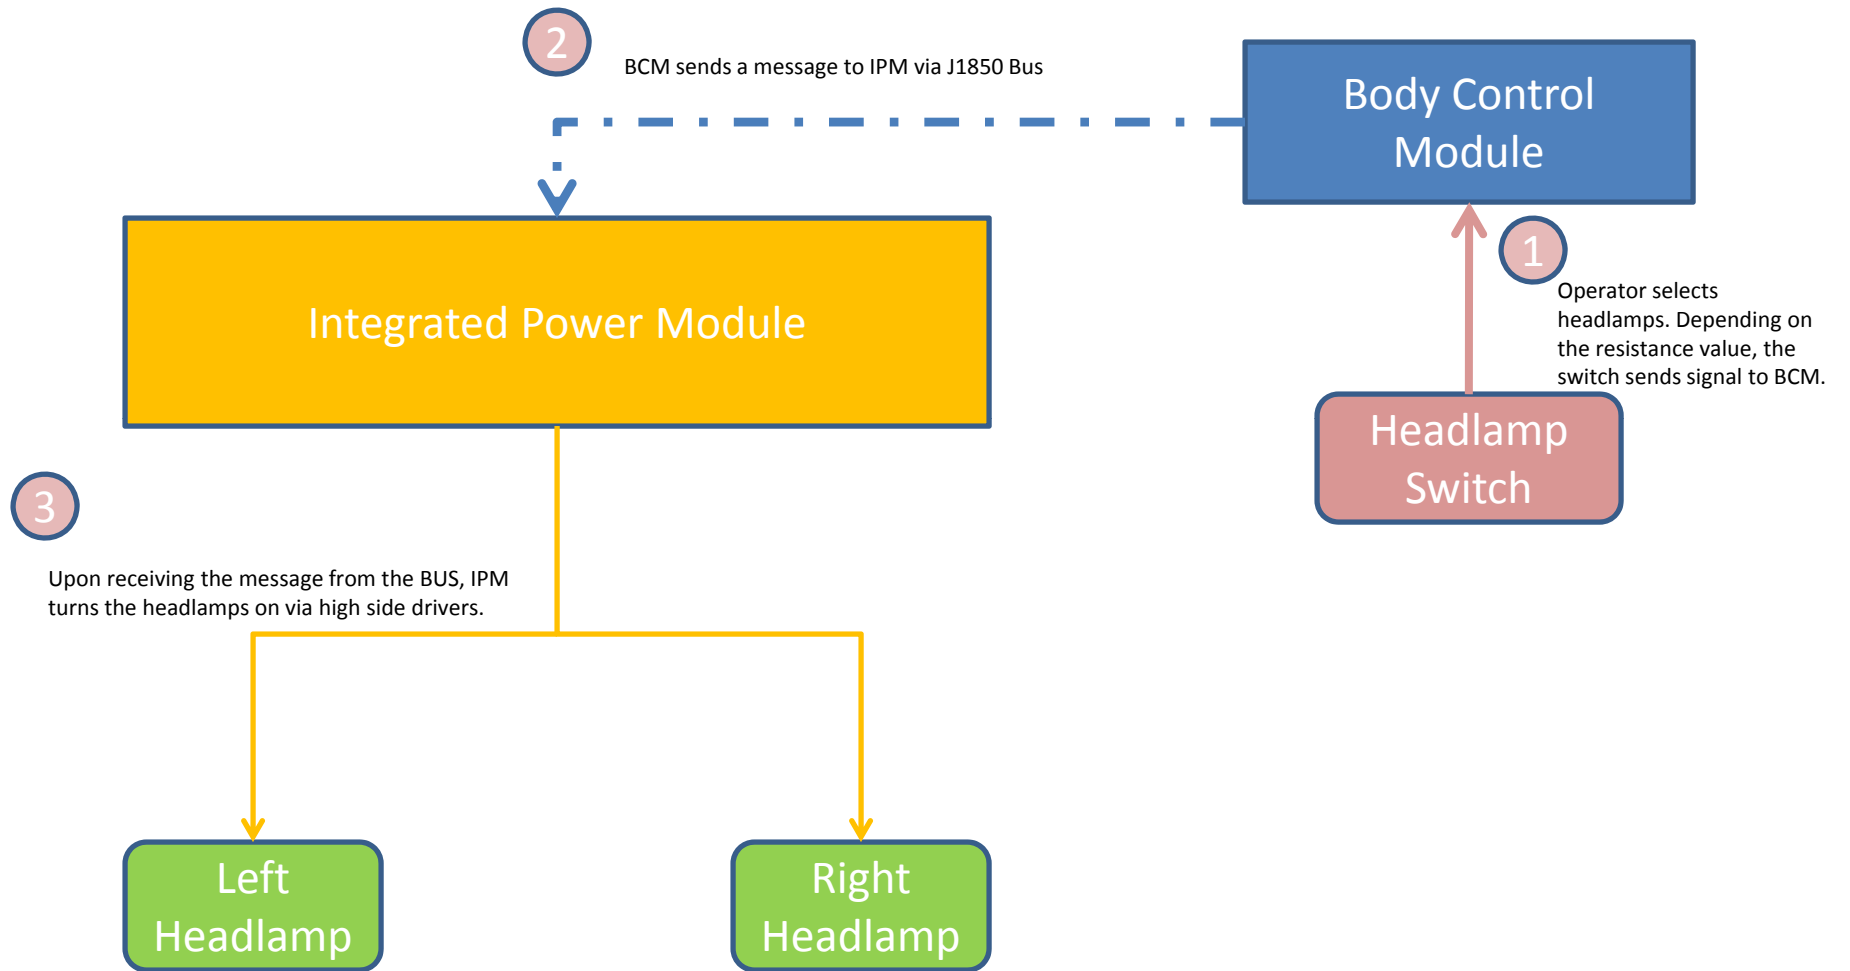 2
BCM sends a message to IPM via J1850 Bus
Body Control
Module
1
Operator selects
headlamps. Depending on
the resistance value, the
switch sends signal to BCM.
Integrated Power Module
Headlamp
Switch
3
Upon receiving the message from the BUS, IPM
turns the headlamps on via high side drivers.
Left
Headlamp
Right
Headlamp